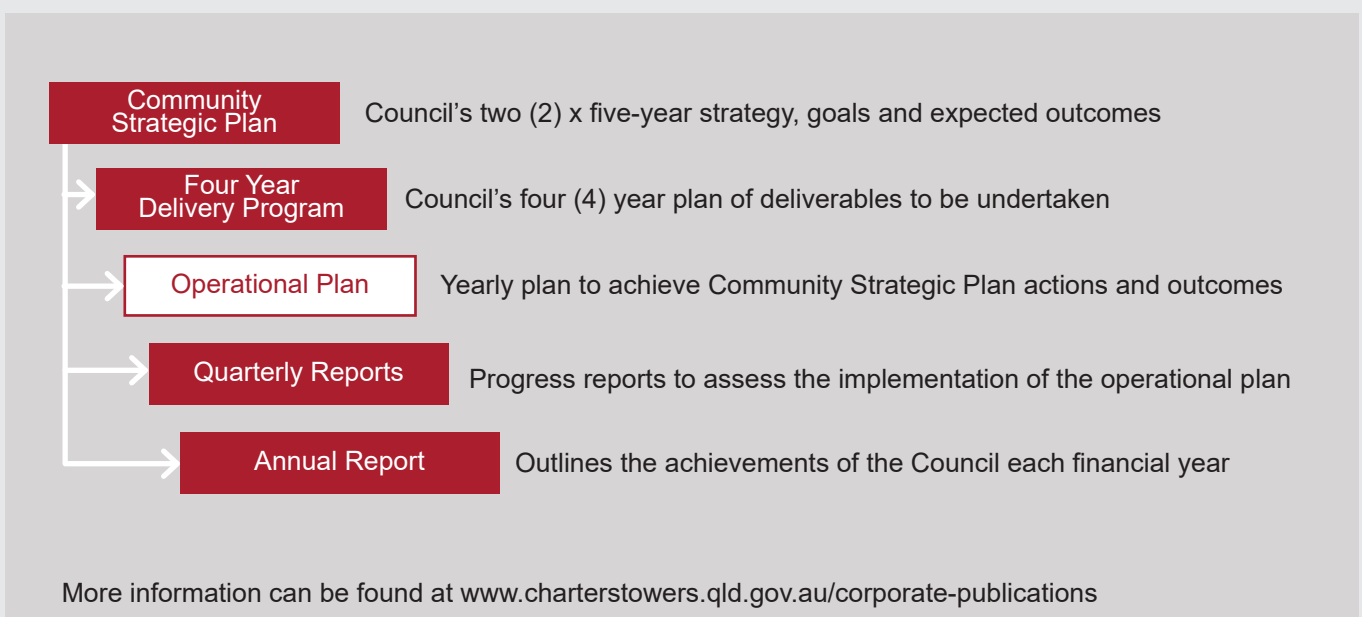 Community
Strategic Plan
Council’s two (2) x five-year strategy, goals and expected outcomes
Four Year
Delivery Program
Council’s four (4) year plan of deliverables to be undertaken
Operational Plan
Yearly plan to achieve Community Strategic Plan actions and outcomes
Quarterly Reports
Progress reports to assess the implementation of the operational plan
Annual Report
Outlines the achievements of the Council each financial year
More information can be found at www.charterstowers.qld.gov.au/corporate-publications